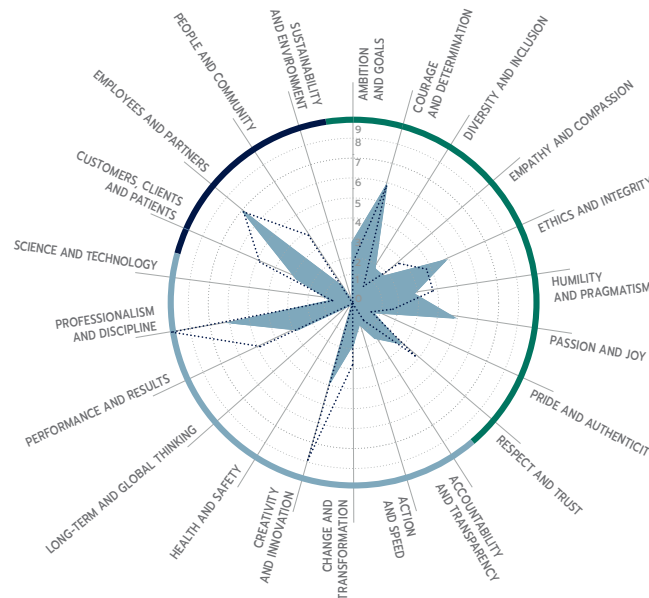 SUSTAINABILITY
AND ENVIRONMENT
AMBITION
AND GOALS
COURAGE
AND DETERMINATION
DIVERSITY AND INCLUSION
EMPATHY AND COMPASSION
ETHICS AND INTEGRITY
HUMILITY
AND PRAGMATISM
PASSION AND JOY
PRIDE AND AUTHENTICIT
RESPECT AND TRUST
ACCOUNTABILITY
AND TRANSPARENCY
ACTION
AND SPEED
CHANGE AND
TRANSFORMATION
CREATIVITY
AND INNOVATION
HEALTH AND SAFETY
LONG-TERM AND GLOBAL THINKING
PERFORMANCE AND RESULTS
PROFESSIONALISM
AND DISCIPLINE
SCIENCE AND TECHNOLOGY
CUSTOMERS, CLIENTS
AND PATIENTS
EMPLOYEES AND PARTNERS
PEOPLE AND COMMUNITY
9
8
7
6
5
4